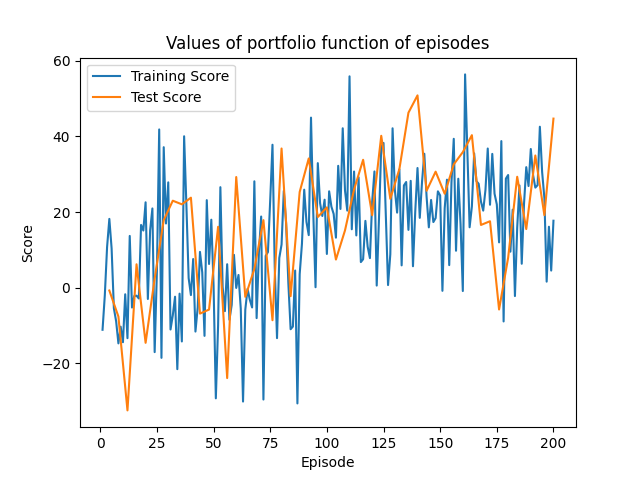 Values of portfolio function of episodes
Training Score
Test Score
60
40
20
0
−20
Score
0
25
50
75
100
125
150
175
200
Episode